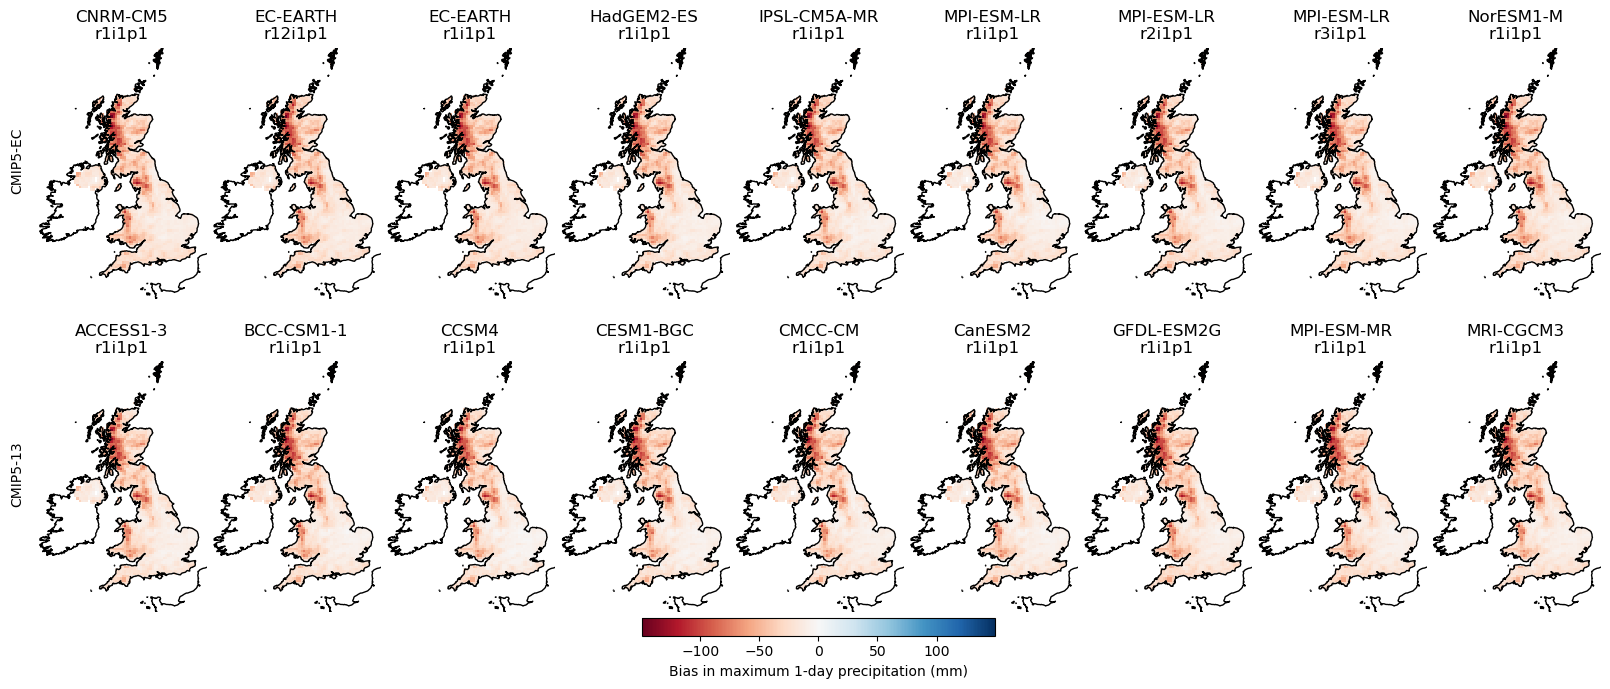 CNRM-CM5 EC-EARTH EC-EARTH HadGEM2-ES IPSL-CM5A-MR MPI-ESM-LR MPI-ESM-LR MPI-ESM-LR NorESM1-M
r1i1p1 r12i1p1 r1i1p1 r1i1p1 r1i1p1 r1i1p1 r2i1p1 r3i1p1 r1i1p1
CMIP5-EC
ACCESS1-3 BCC-CSM1-1 CCSM4 CESM1-BGC CMCC-CM CanESM2 GFDL-ESM2G MPI-ESM-MR MRI-CGCM3
r1i1p1 r1i1p1 r1i1p1 r1i1p1 r1i1p1 r1i1p1 r1i1p1 r1i1p1 r1i1p1
CMIP5-13
−100 −50 0 50 100
Bias in maximum 1-day precipitation (mm)